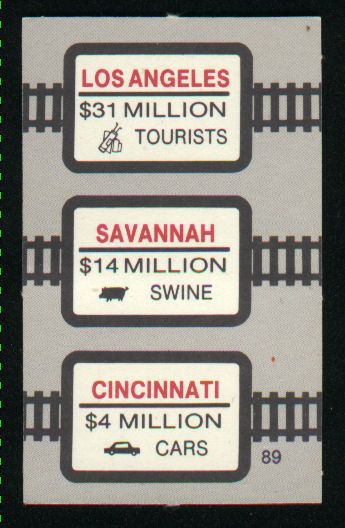 LOS ANGELES
$31 MILLION
TOURISTS
SAVANNAH
$14 MILLION
SWINE
CINCINNATI
$4 MILLION
CARS
89